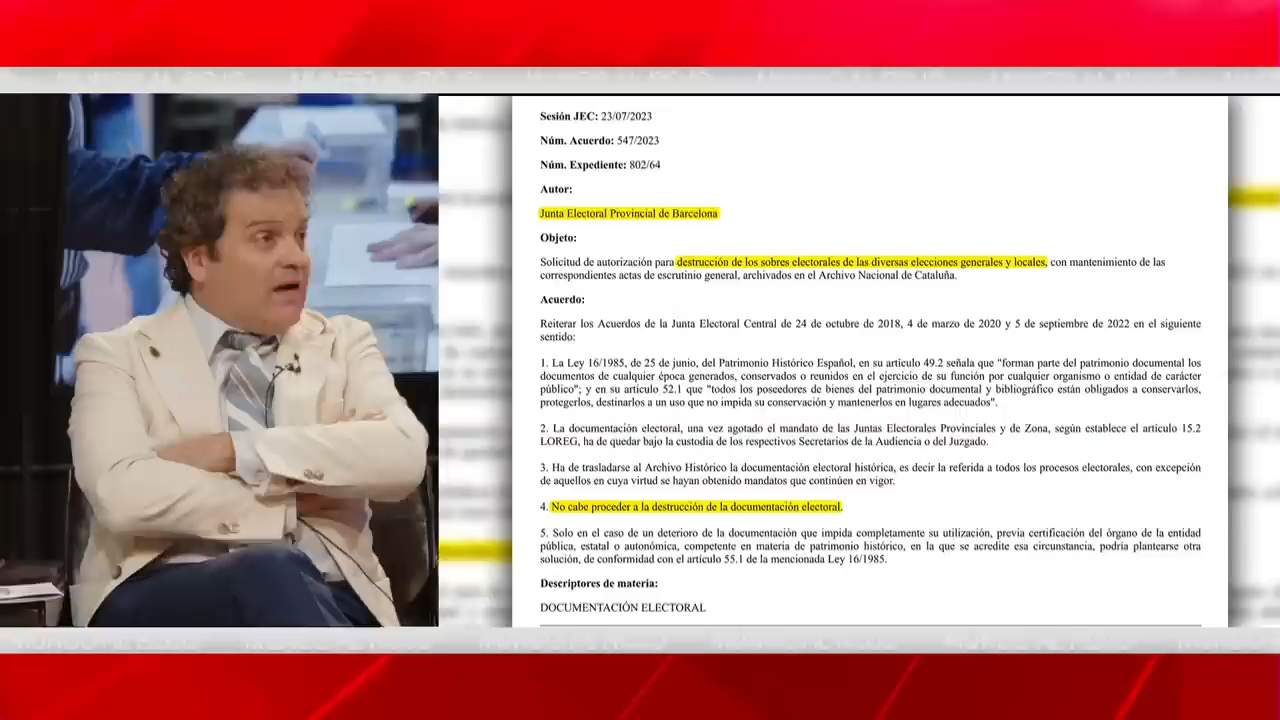 Sesión JEC: 23/07/2023
Núm. Acuerdo: 547/2023
Núm. Expediente: 802/64
Autor:
Junta Electoral Provincial de Barcelona
Objeto:
Solicitud de autorización para destrucción de los sobres electorales de las diversas elecciones generales y locales, con mantenimiento de las
correspondientes actas de escrutinio general, archivados en el Archivo Nacional de Cataluña.
Acuerdo:
Reiterar los Acuerdos de la Junta Electoral Central de 24 de octubre de 2018, 4 de marzo de 2020 y 5 de septiembre de 2022 en el siguiente
sentido:
1. La Ley 16/1985, de 25 de junio, del Patrimonio Histórico Español, en su artículo 49.2 señala que "forman parte del patrimonio documental los
documentos de cualquier época generados, conservados o reunidos en el ejercicio de su función por cualquier organismo o entidad de carácter
público"; y en su artículo 52.1 que "todos los poseedores de bienes del patrimonio documental y bibliográfico están obligados a conservarlos,
protegerlos, destinarlos a un uso que no impida su conservación y mantenerlos en lugares adecuados".
2. La documentación electoral, una vez agotado el mandato de las Juntas Electorales Provinciales y de Zona, según establece el artículo 15.2
LOREG, ha de quedar bajo la custodia de los respectivos Secretarios de la Audiencia o del Juzgado.
3. Ha de trasladarse al Archivo Histórico la documentación electoral histórica, es decir la referida a todos los procesos electorales, con excepción
de aquellos en cuya virtud se hayan obtenido mandatos que continúen en vigor.
4. No cabe proceder a la destrucción de la documentación electoral.
5. Solo en el caso de un deterioro de la documentación que impida completamente su utilización, previa certificación del órgano de la entidad
pública, estatal o autonómica, competente en materia de patrimonio histórico, en la que se acredite esa circunstancia, podría plantearse otra
solución, de conformidad con el artículo 55.1 de la mencionada Ley 16/1985.
Descriptores de materia:
DOCUMENTACIÓN ELECTORAL